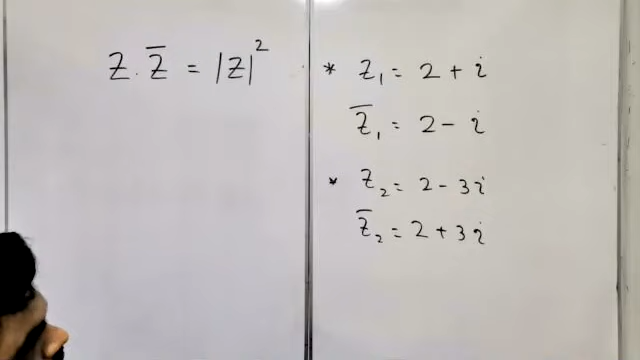 Z . Z̅ = |Z|²
* Z₁ = 2 + i
Z̅₁ = 2 - i
* Z₂ = 2 - 3i
Z̅₂ = 2 + 3i